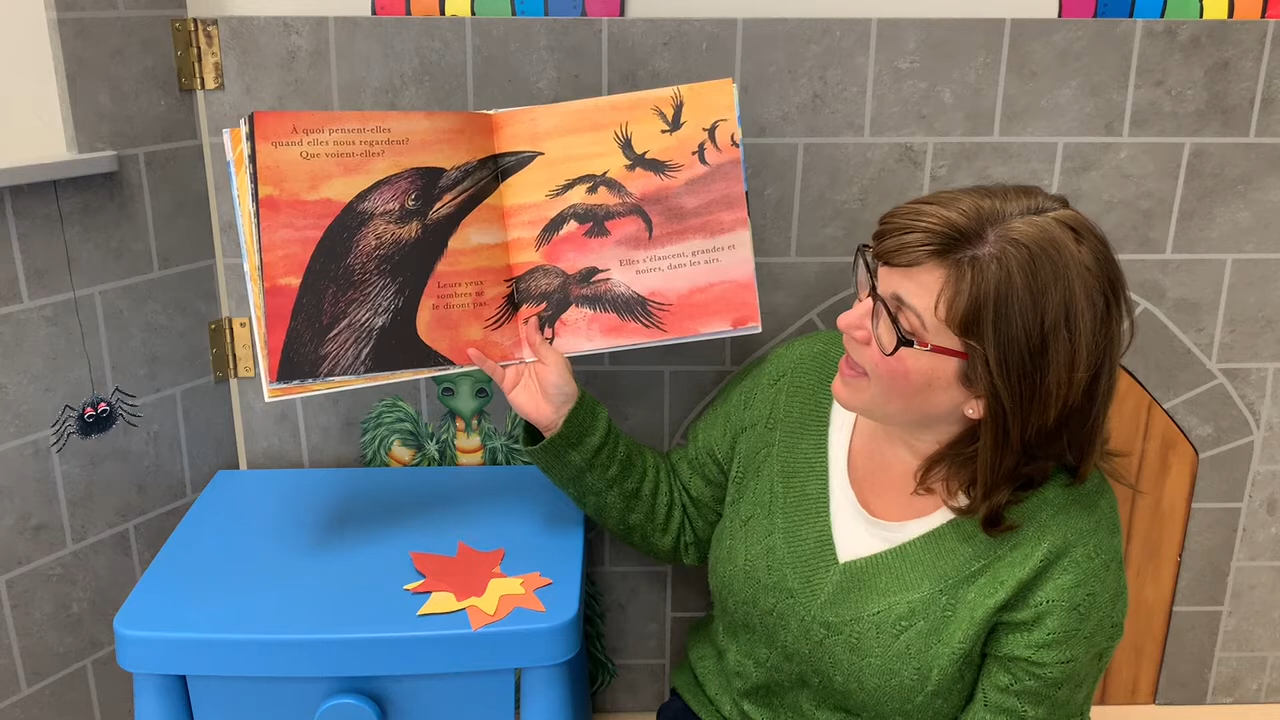 À quoi pensent-elles
quand elles nous regardent?
Que voient-elles?
Leurs yeux
sombres ne
le diront pas.
Elles s'élancent, grandes et
noires, dans les airs.